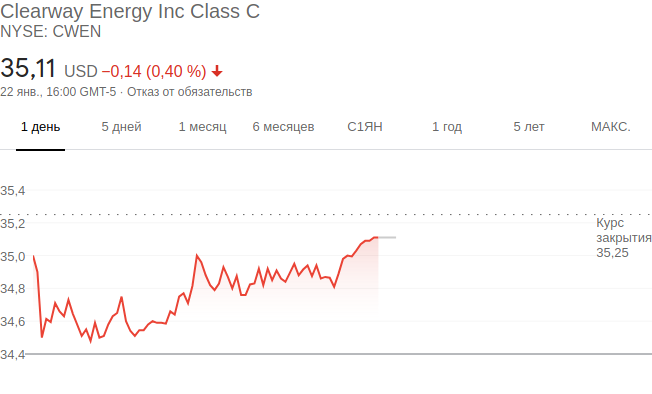 Clearway Energy Inc Class C
NYSE: CWEN
35,11 USD −0,14 (0,40 %)
22 янв., 16:00 GMT-5 · Отказ от обязательств
1 день 5 дней 1 месяц 6 месяцев С1ЯН 1 год 5 лет МАКС.
35,4
35,2
Курс
закрытия
35,25
35,0
34,8
34,6
34,4